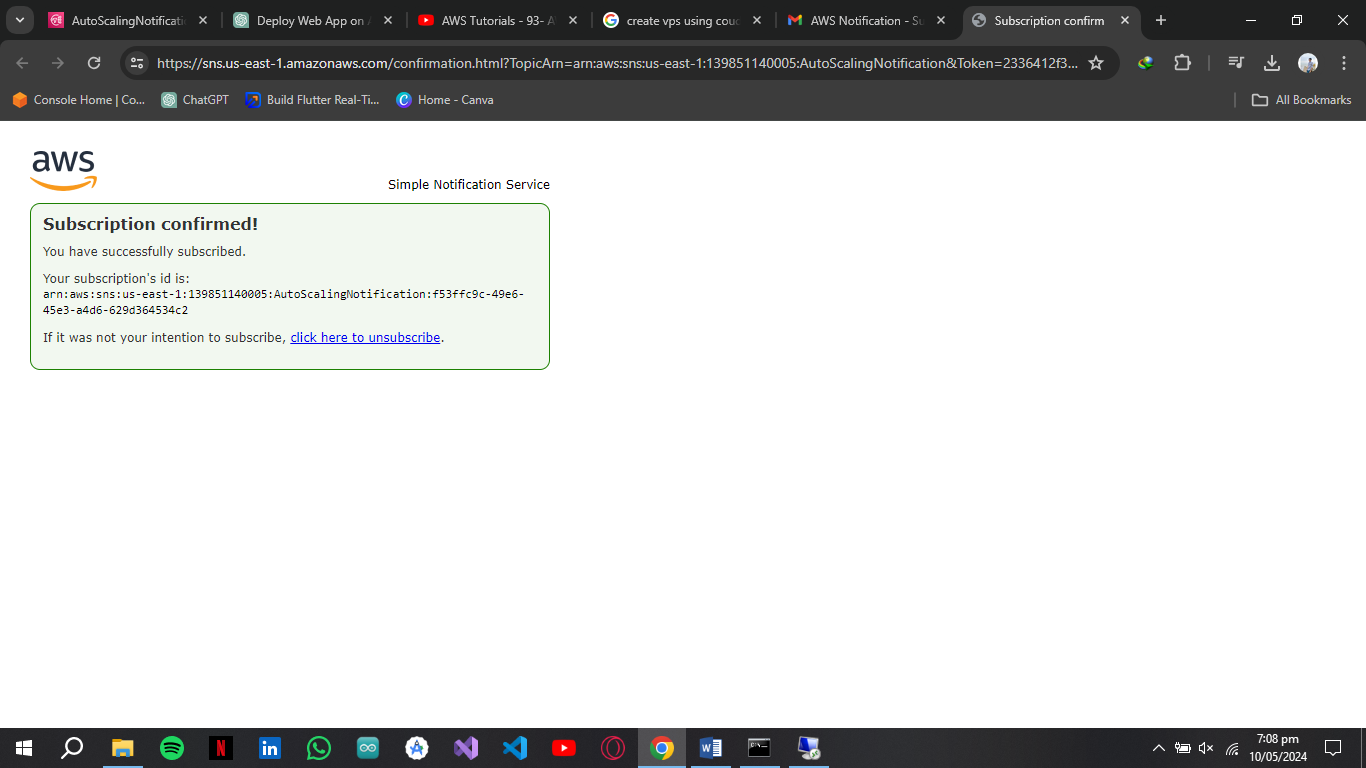 AutoScalingNotificati
Deploy Web App on A
AWS Tutorials - 93- A
create vps using coud
AWS Notification - Su
Subscription confirm
https://sns.us-east-1.amazonaws.com/confirmation.html?TopicArn=arn:aws:sns:us-east-1:139851140005:AutoScalingNotification&Token=2336412f3...
Console Home | Co...
ChatGPT
Build Flutter Real-Ti...
Home - Canva
All Bookmarks
aws
Simple Notification Service
Subscription confirmed!
You have successfully subscribed.
Your subscription's id is:
arn:aws:sns:us-east-1:139851140005:AutoScalingNotification:f53ffc9c-49e6-
45e3-a4d6-629d364534c2
If it was not your intention to subscribe, click here to unsubscribe.
7:08 pm
10/05/2024